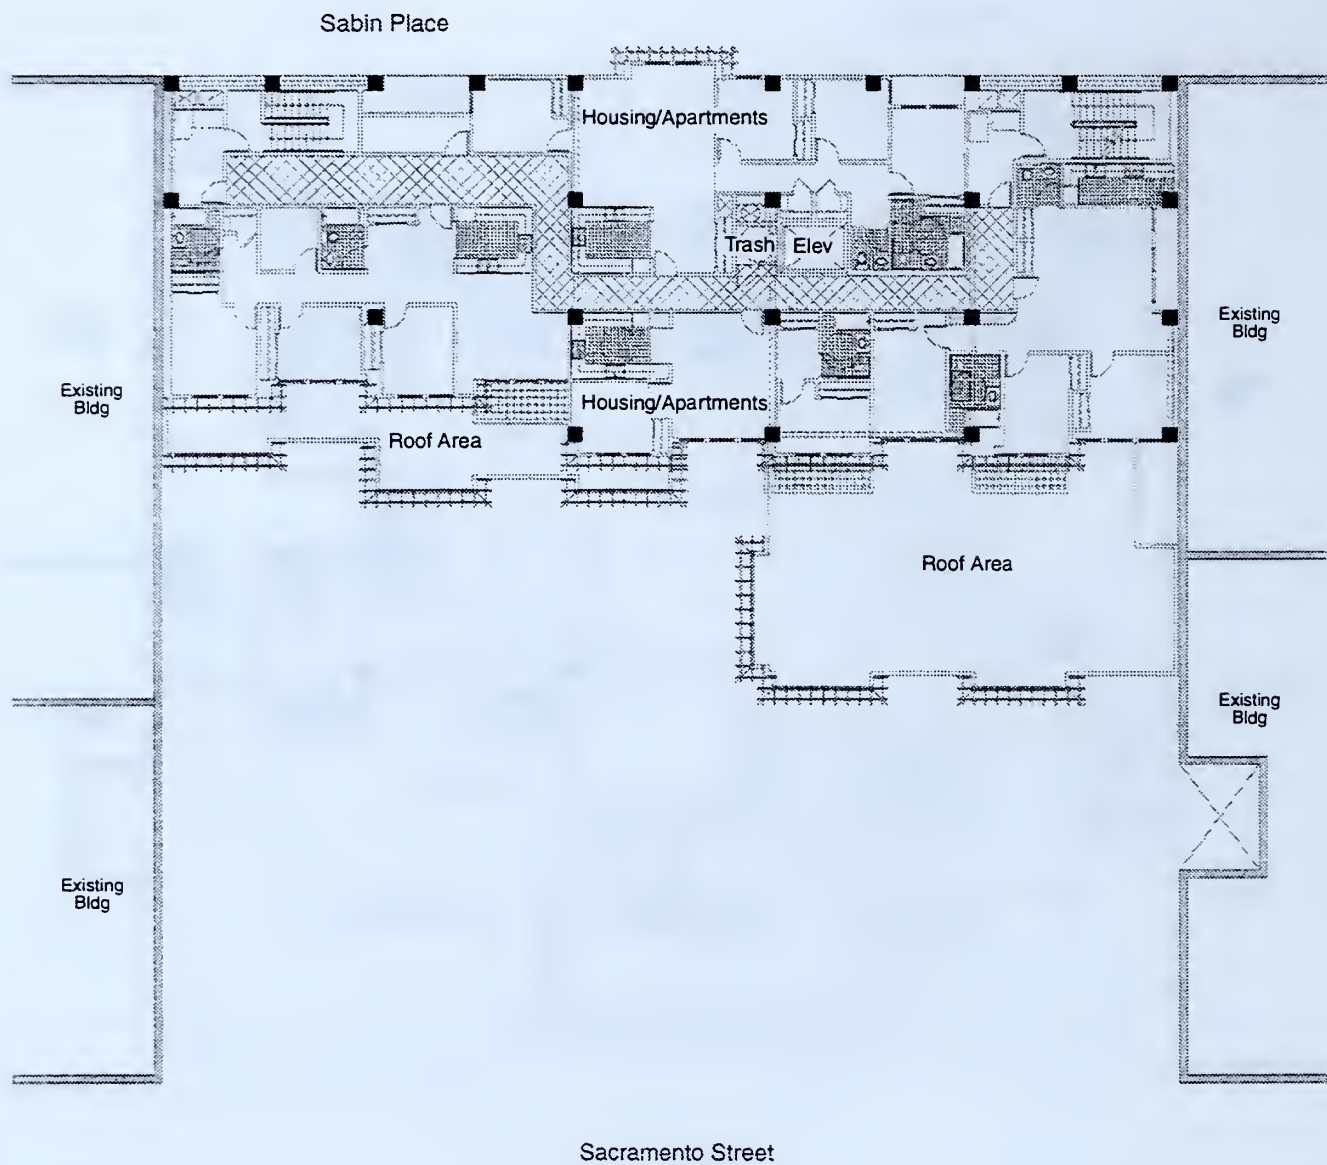 Sabin Place
Housing/Apartments
Trash
Elev
Existing
Bldg
Existing
Bldg
Housing/Apartments
Roof Area
Roof Area
Existing
Bldg
Existing
Bldg
Sacramento Street